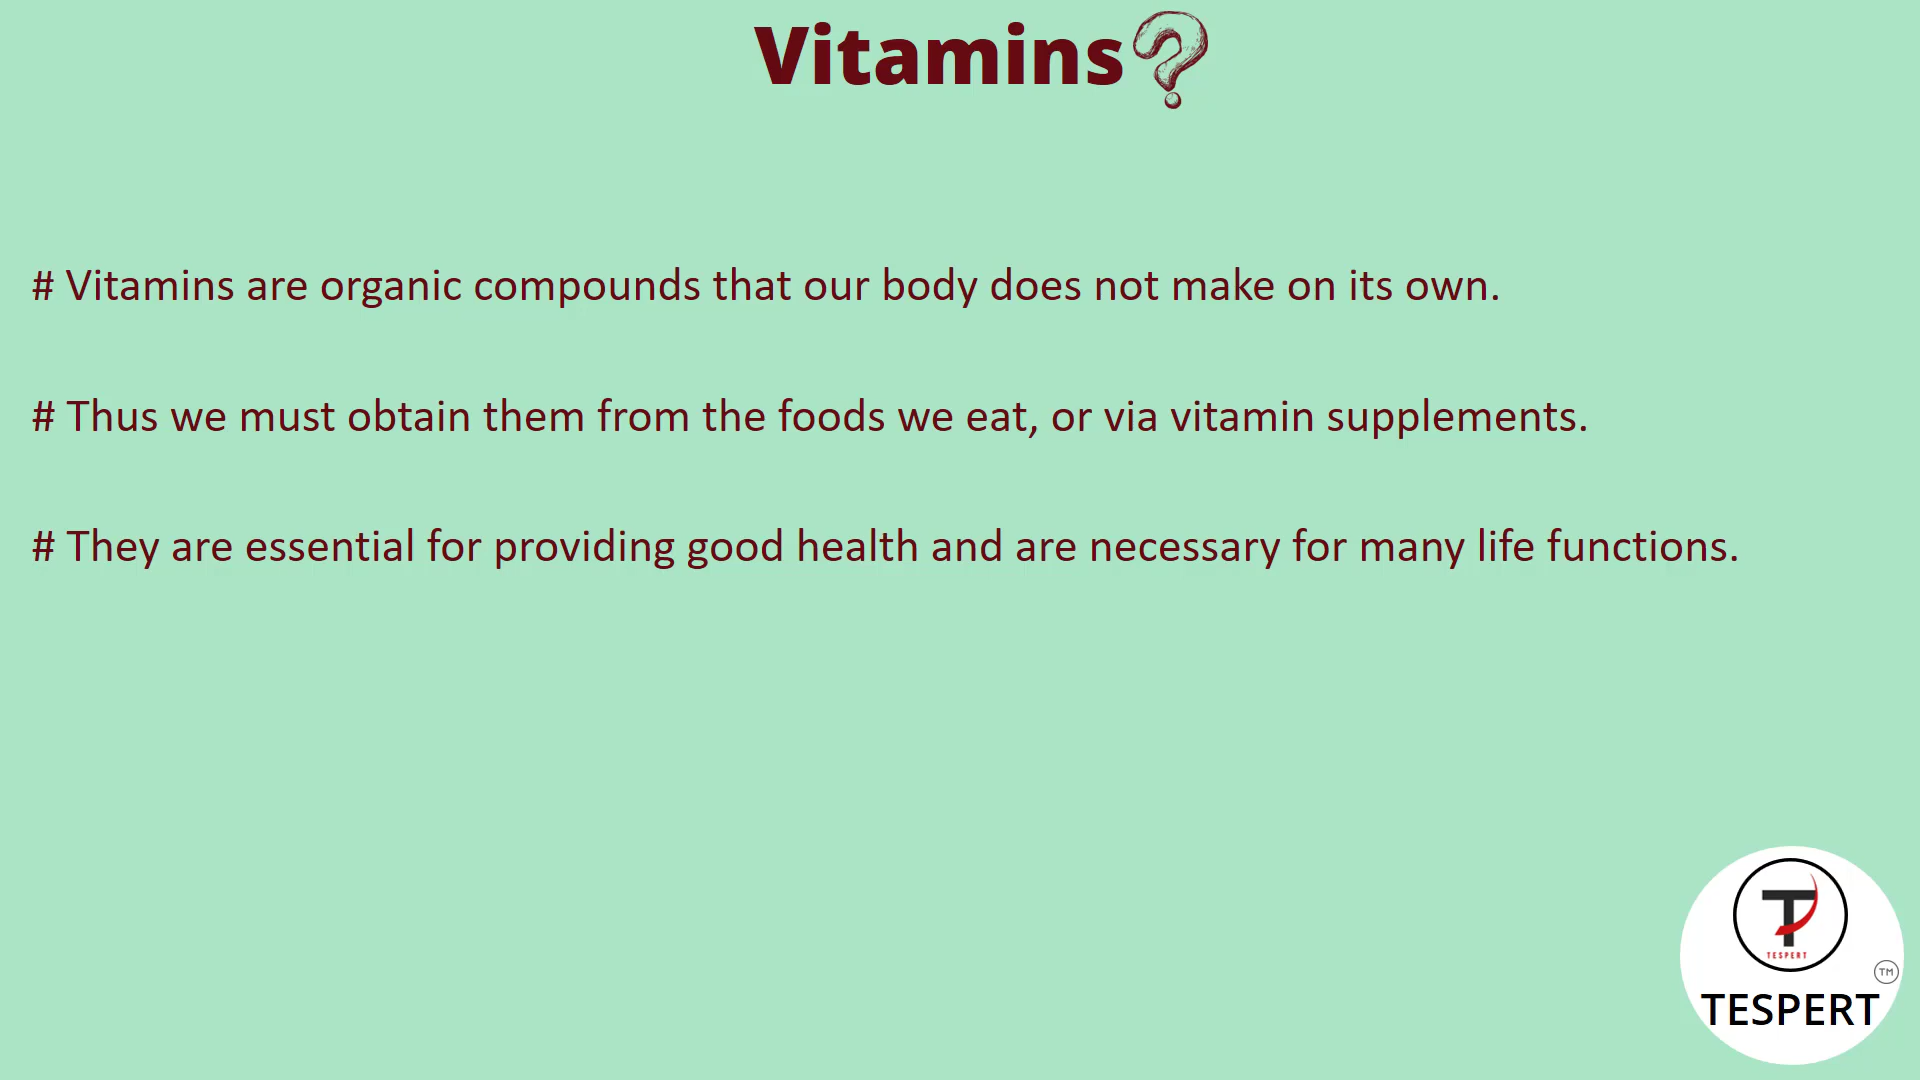 Vitamins?
# Vitamins are organic compounds that our body does not make on its own.
# Thus we must obtain them from the foods we eat, or via vitamin supplements.
# They are essential for providing good health and are necessary for many life functions.
T
TESPERT
TM
TESPERT